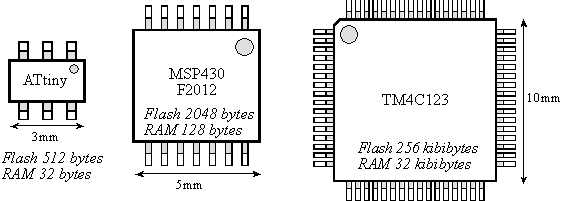 ATtiny
3mm
Flash 512 bytes
RAM 32 bytes
MSP430
F2012
Flash 2048 bytes
RAM 128 bytes
5mm
TM4C123
Flash 256 kibibytes
RAM 32 kibibytes
10mm